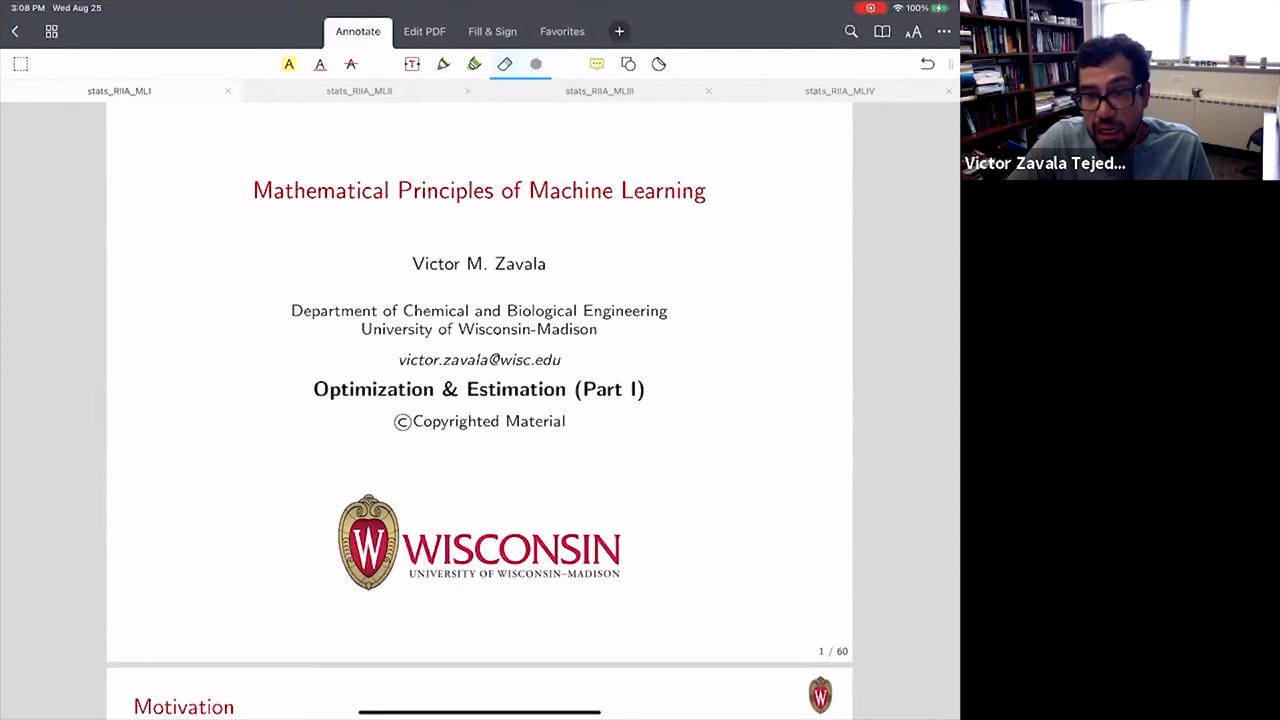 3:08 PM Wed Aug 25
100%
Annotate
Edit PDF
Fill & Sign
Favorites
stats_RIIA_MLI
stats_RIIA_MLII
stats_RIIA_MLIII
stats_RIIA_MLIV
Mathematical Principles of Machine Learning
Victor M. Zavala
Department of Chemical and Biological Engineering
University of Wisconsin-Madison
victor.zavala@wisc.edu
Optimization & Estimation (Part I)
©Copyrighted Material
W WISCONSIN
UNIVERSITY OF WISCONSIN–MADISON
1 / 60
Motivation
Victor Zavala Tejed...